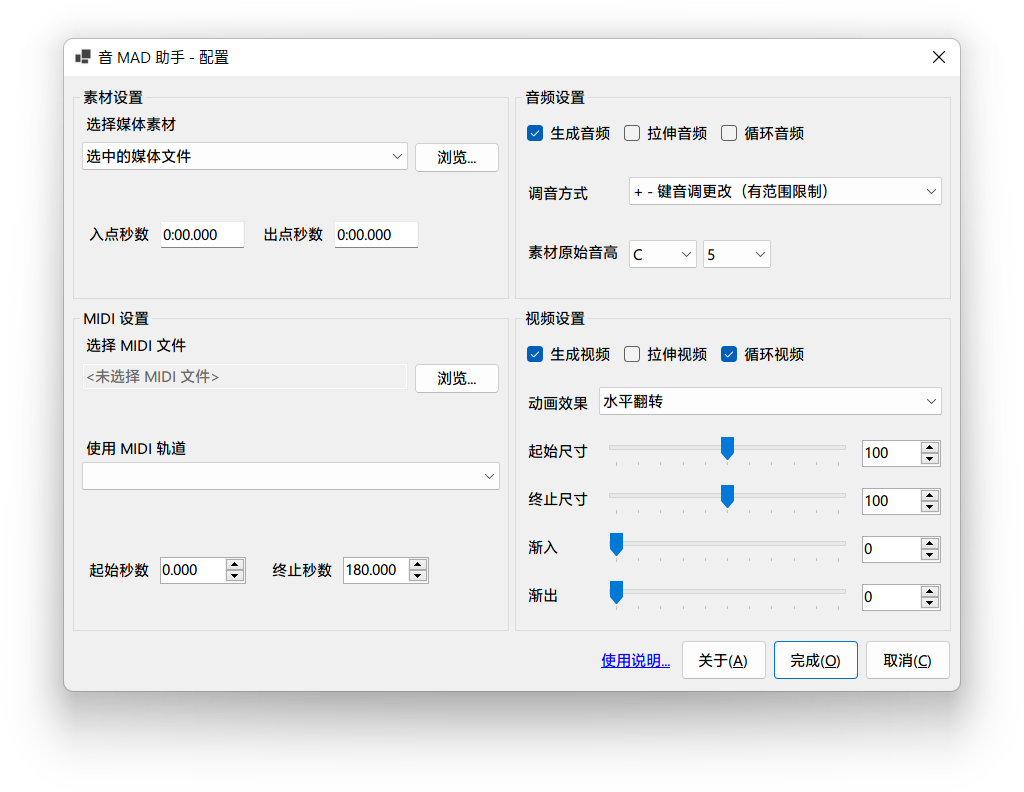 音 MAD 助手 - 配置
素材设置
选择媒体素材
选中的媒体文件
浏览...
入点秒数 0:00.000 出点秒数 0:00.000
音频设置
生成音频 拉伸音频 循环音频
调音方式 + - 键音调更改（有范围限制）
素材原始音高 C 5
MIDI 设置
选择 MIDI 文件
<未选择 MIDI 文件>
浏览...
使用 MIDI 轨道
起始秒数 0.000 终止秒数 180.000
视频设置
生成视频 拉伸视频 循环视频
动画效果 水平翻转
起始尺寸 100
终止尺寸 100
渐入 0
渐出 0
使用说明... 关于(A) 完成(O) 取消(C)